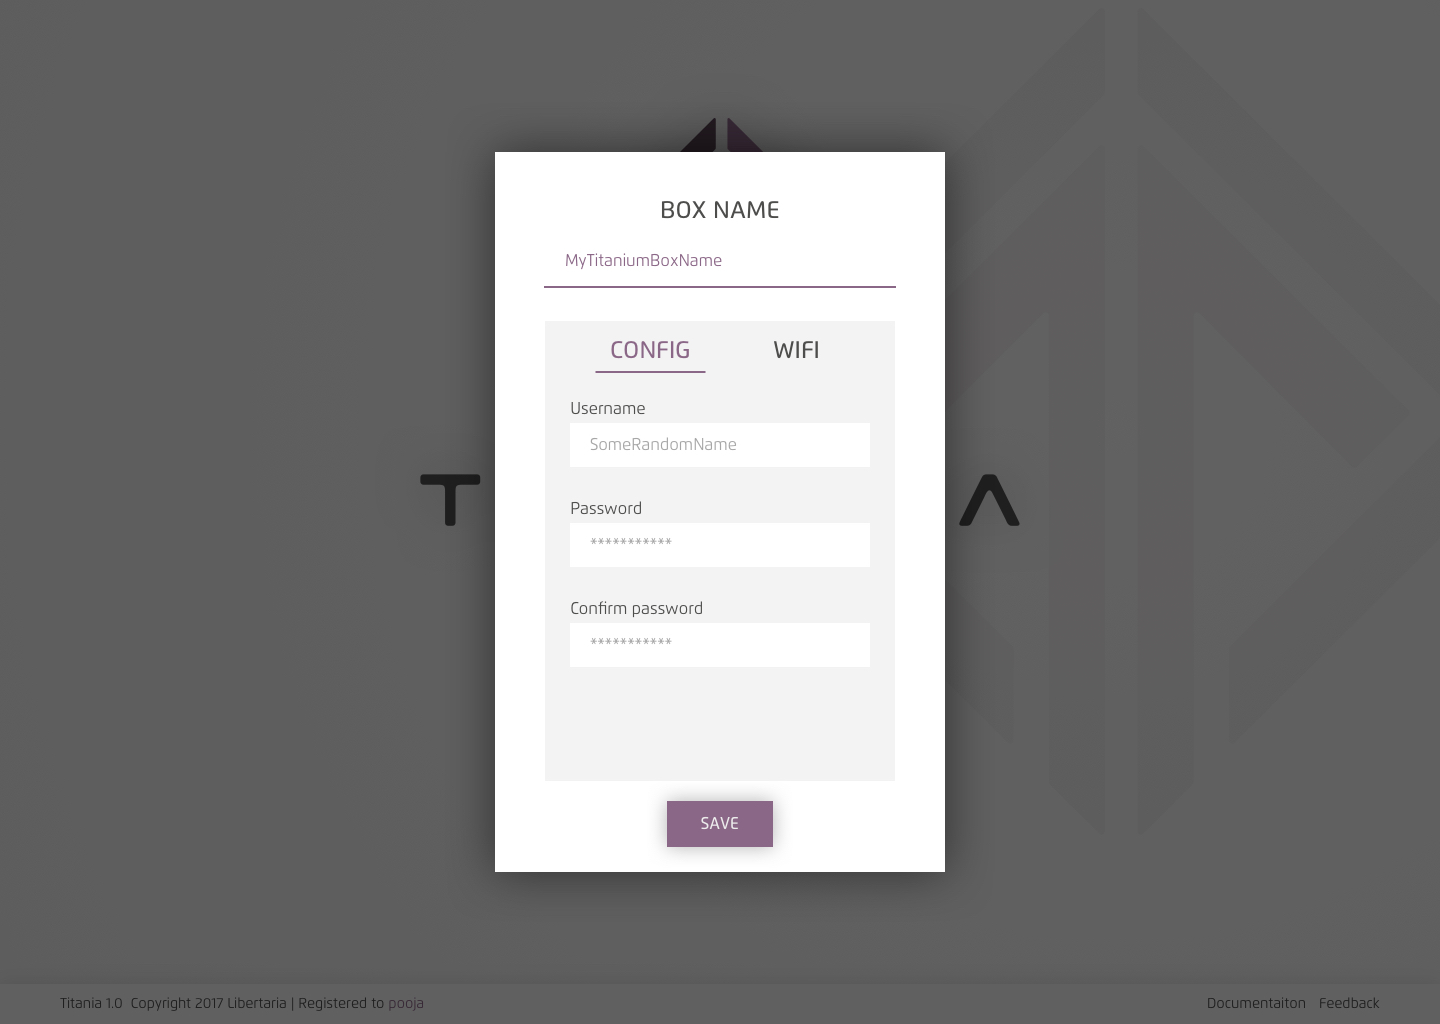 BOX NAME
MyTitaniumBoxName
CONFIG WIFI
Username
SomeRandomName
Password
***********
Confirm password
***********
SAVE
Titania 1.0 Copyright 2017 Libertaria | Registered to pooja
Documentaiton Feedback